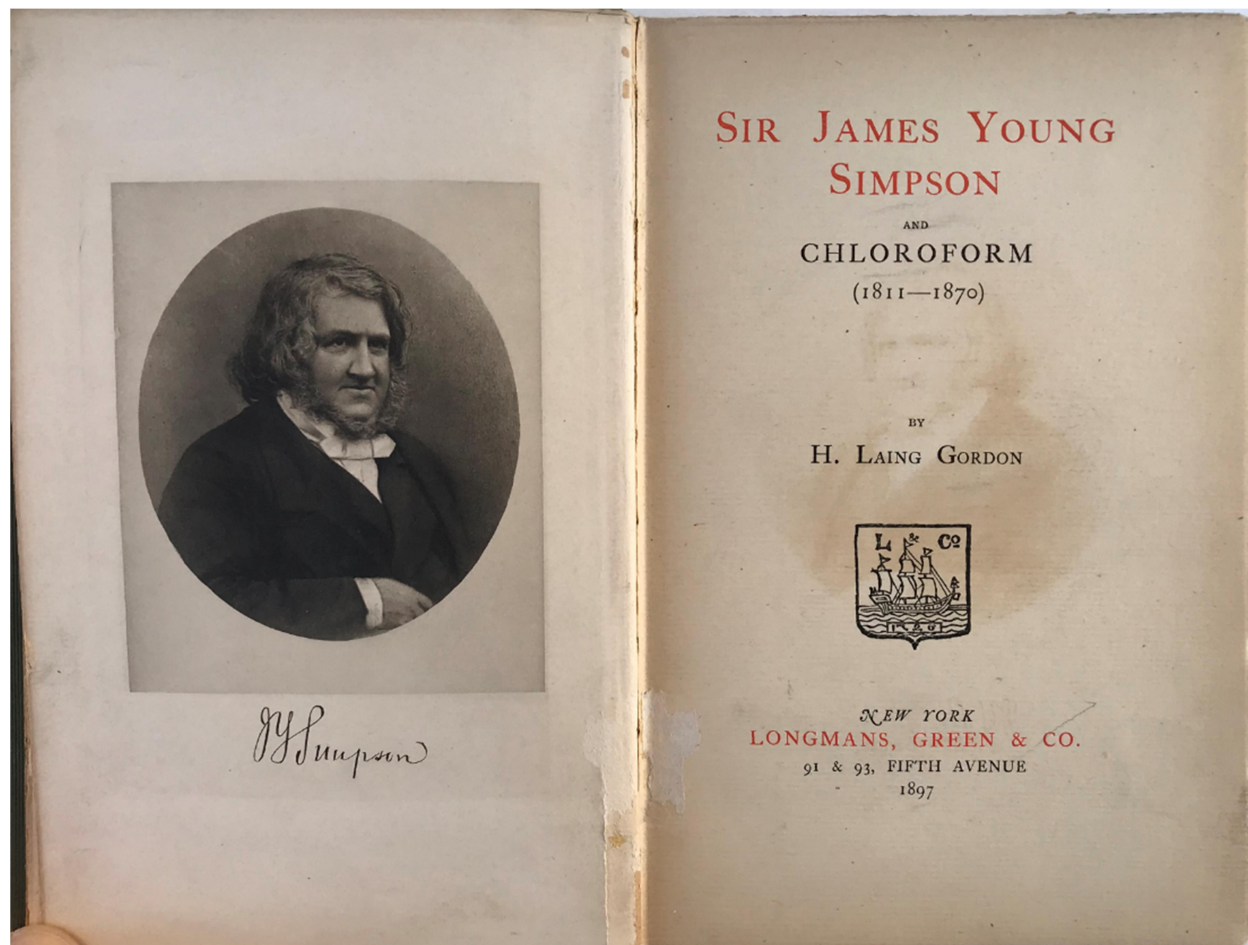 JYSimpson
SIR JAMES YOUNG
SIMPSON
AND
CHLOROFORM
(1811—1870)
BY
H. LAING GORDON
L & Co
NEW YORK
LONGMANS, GREEN & CO.
91 & 93, FIFTH AVENUE
1897